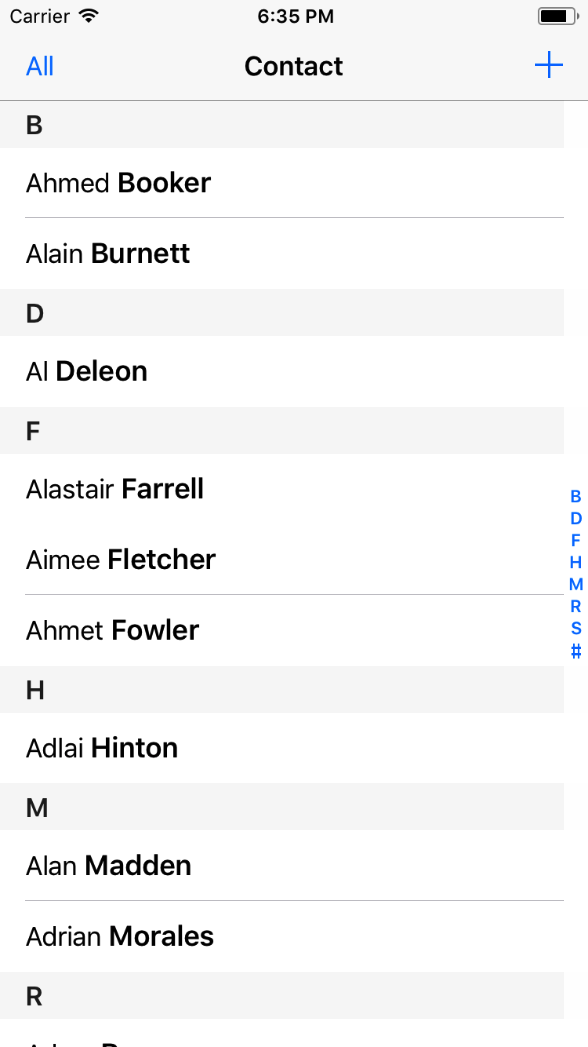 Carrier 6:35 PM
All Contact +
B
Ahmed Booker
Alain Burnett
D
Al Deleon
F
Alastair Farrell
Aimee Fletcher
Ahmet Fowler
H
Adlai Hinton
M
Alan Madden
Adrian Morales
R
B
D
F
H
M
R
S
#